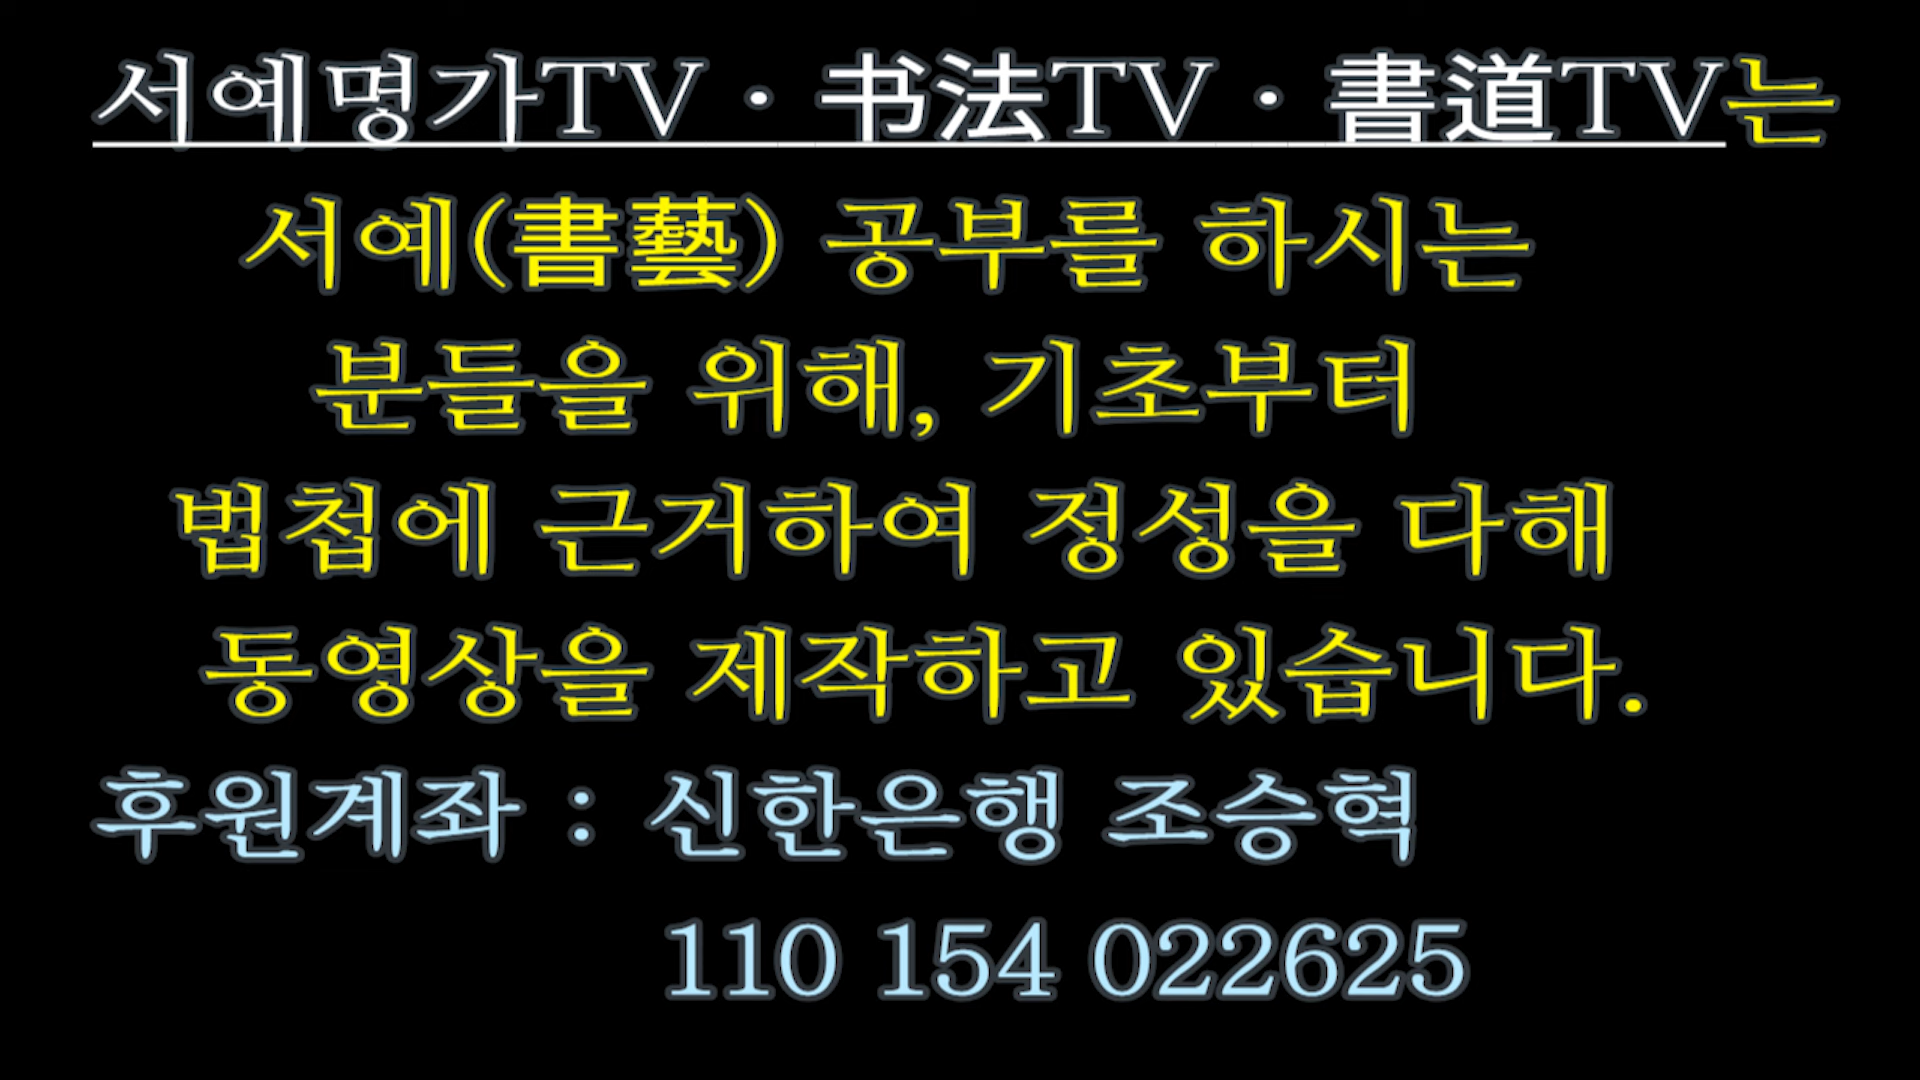 서예명가TV · 书法TV · 書道TV는
서예(書藝) 공부를 하시는
분들을 위해, 기초부터
법첩에 근거하여 정성을 다해
동영상을 제작하고 있습니다.
후원계좌 : 신한은행 조승혁
110 154 022625